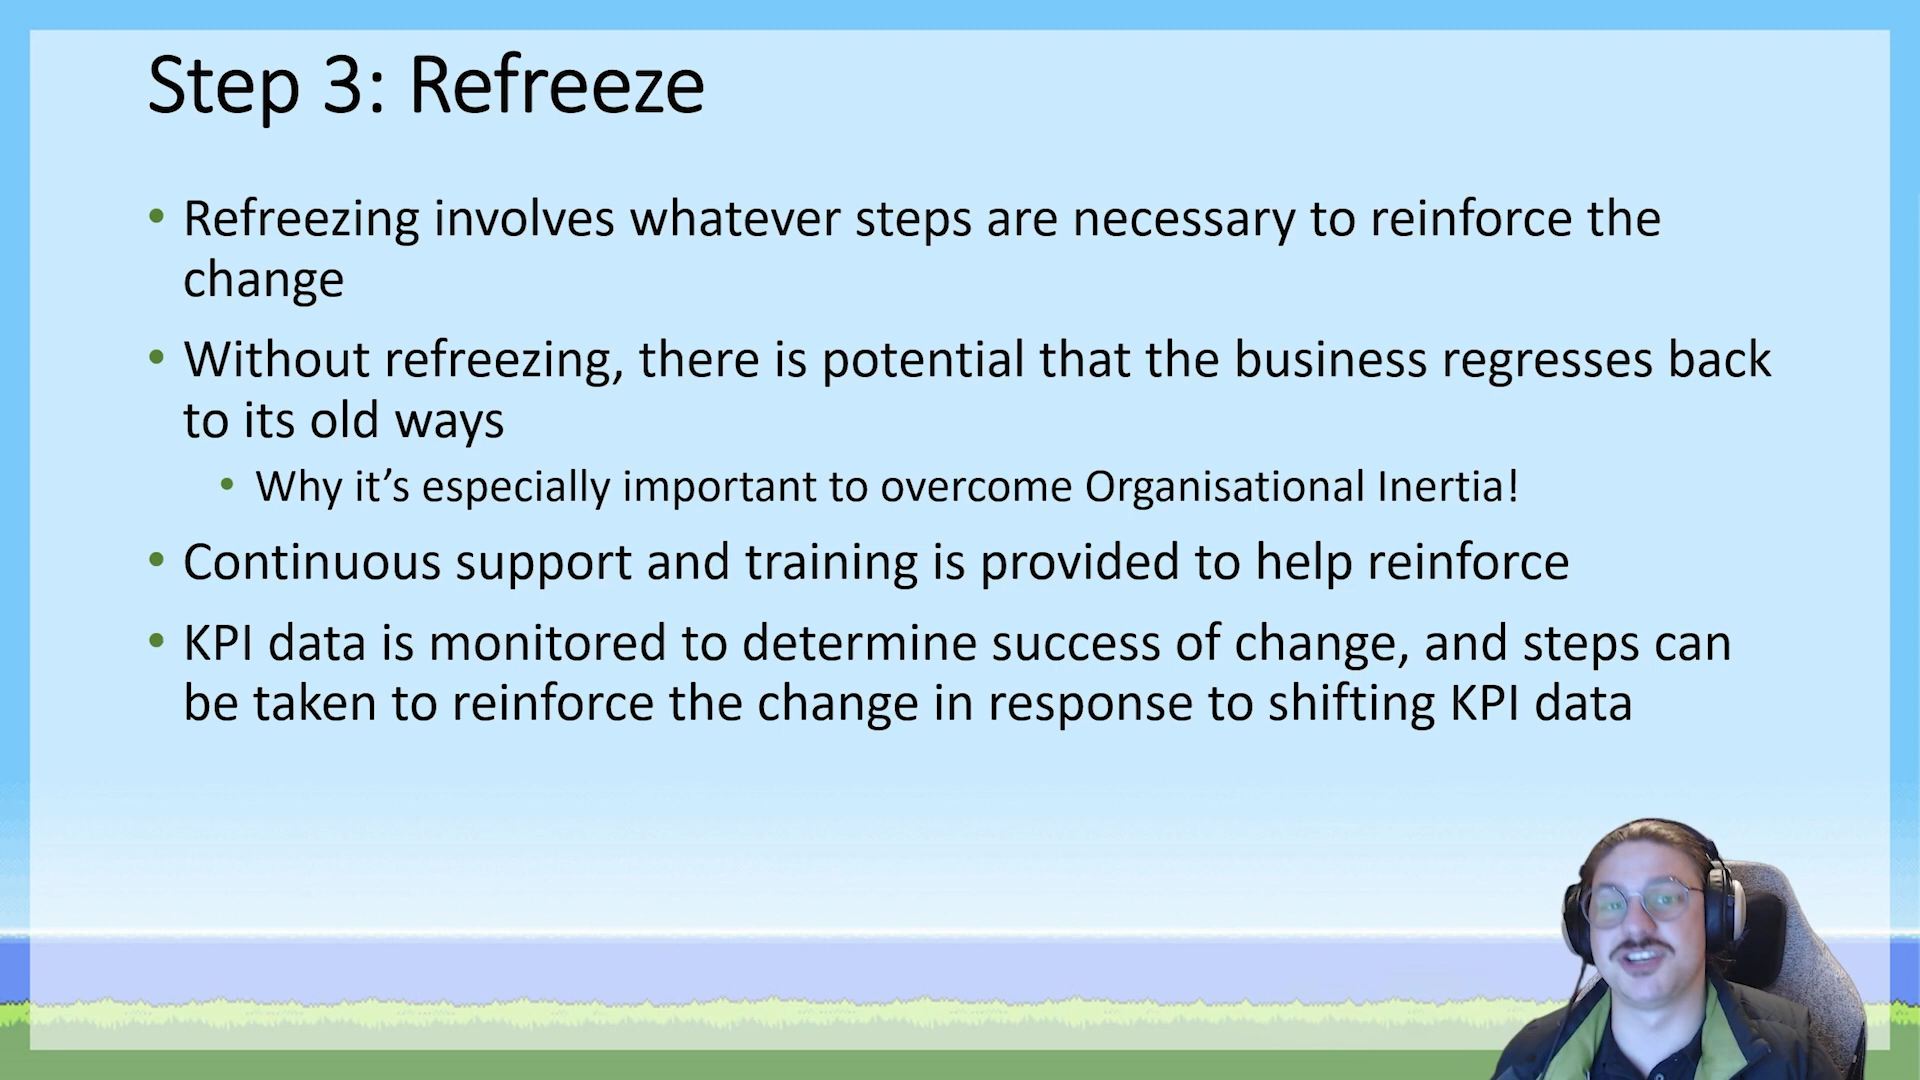 Step 3: Refreeze
• Refreezing involves whatever steps are necessary to reinforce the
change
• Without refreezing, there is potential that the business regresses back
to its old ways
• Why it’s especially important to overcome Organisational Inertia!
• Continuous support and training is provided to help reinforce
• KPI data is monitored to determine success of change, and steps can
be taken to reinforce the change in response to shifting KPI data